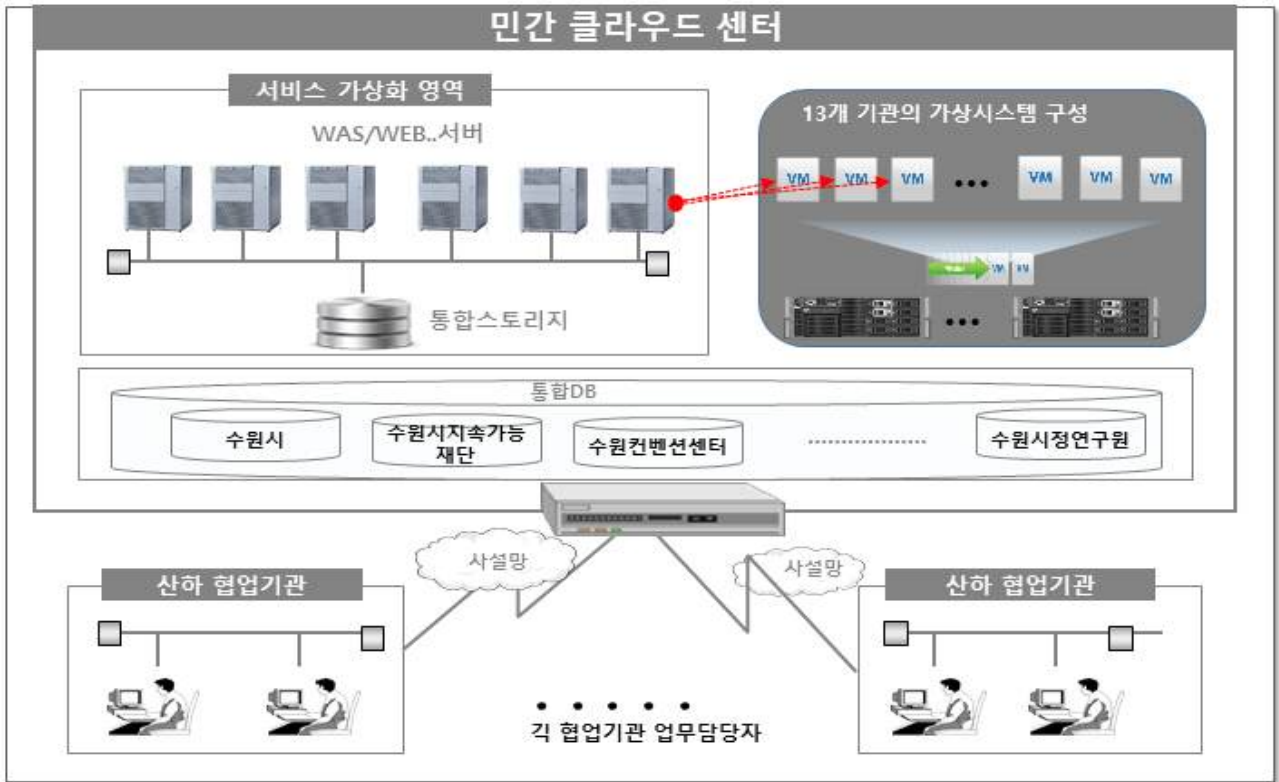 민간 클라우드 센터
서비스 가상화 영역
WAS/WEB..서버
통합스토리지
13개 기관의 가상시스템 구성
VM VM VM ••• VM VM VM
VM VM
•••
통합DB
수원시
수원시지속가능
재단
수원컨벤션센터
수원시정연구원
사설망
사설망
산하 협업기관
산하 협업기관
긱 협업기관 업무담당자